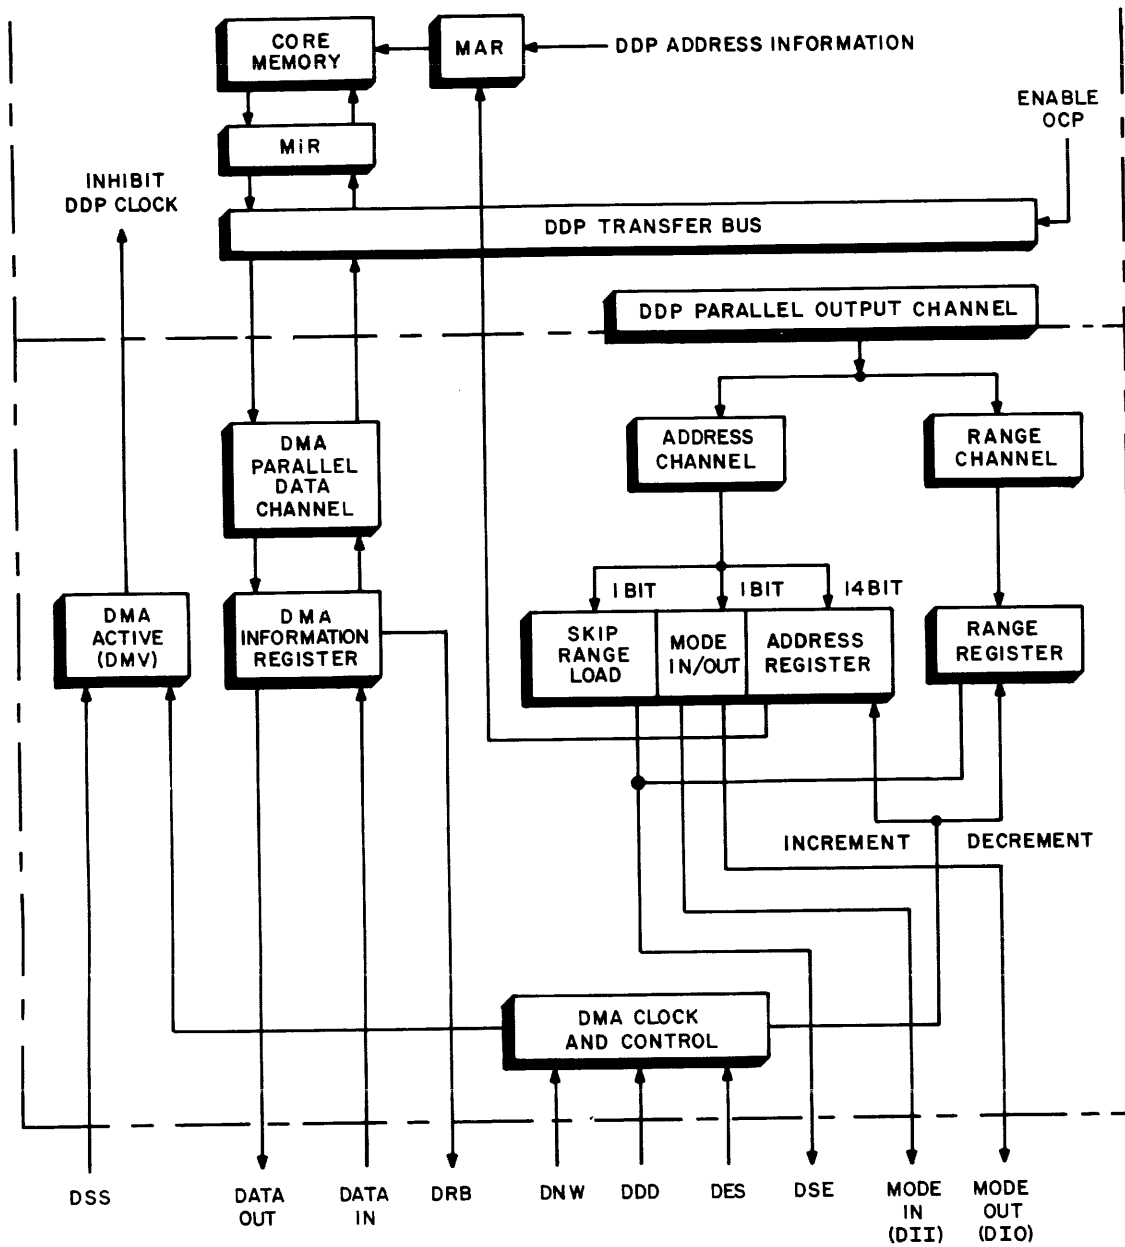 CORE
MEMORY
MAR
DDP ADDRESS INFORMATION
ENABLE
OCP
MiR
INHIBIT
DDP CLOCK
DDP TRANSFER BUS
DDP PARALLEL OUTPUT CHANNEL
DMA
PARALLEL
DATA
CHANNEL
ADDRESS
CHANNEL
RANGE
CHANNEL
1 BIT
1 BIT
14 BIT
DMA
ACTIVE
(DMV)
DMA
INFORMATION
REGISTER
SKIP
RANGE
LOAD
MODE
IN/OUT
ADDRESS
REGISTER
RANGE
REGISTER
INCREMENT
DECREMENT
DMA CLOCK
AND CONTROL
DSS
DATA
OUT
DATA
IN
DRB
DNW
DDD
DES
DSE
MODE
IN
(DII)
MODE
OUT
(DIO)